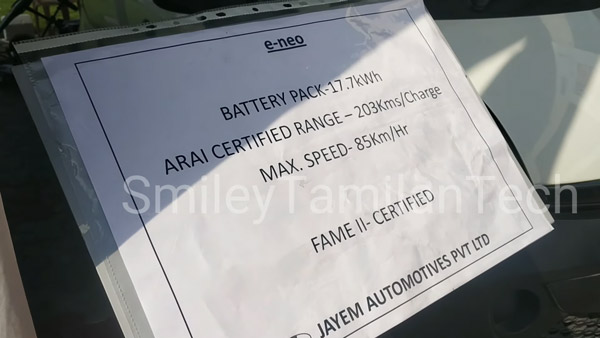 e-neo
BATTERY PACK-17.7kWh
ARAI CERTIFIED RANGE – 203Kms/Charge
MAX. SPEED- 85Km/Hr
SmileyTamilanTech
FAME II- CERTIFIED
JAYEM AUTOMOTIVES PVT LTD